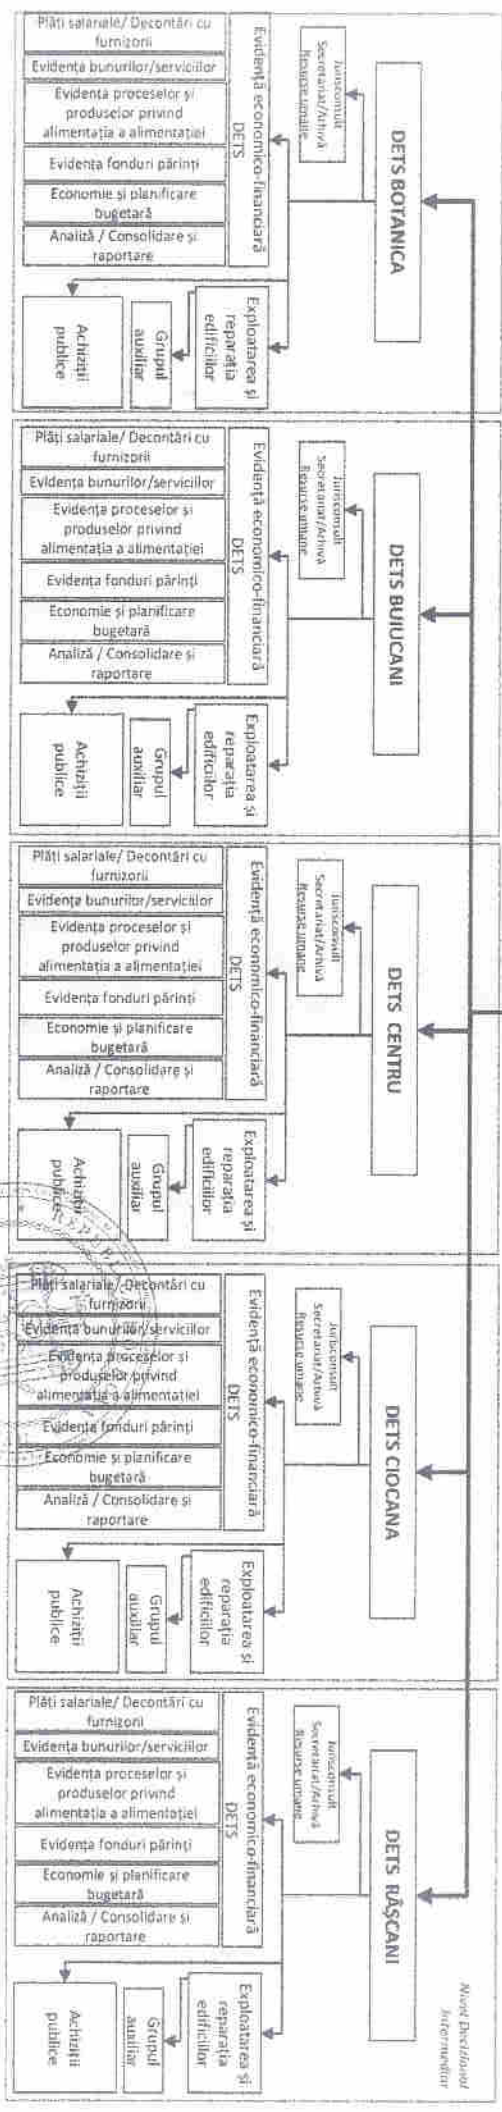 Nivel Decizional
Intermediar
DETS BOTANICA
Jurisconsult
Secretariat/Arhivă
Resurse umane
Evidență economico-financiară
DETS
Plăți salariale/ Decontări cu
furnizorii
Evidența bunurilor/serviciilor
Evidența proceselor și
produselor privind
alimentația a alimentației
Evidența fonduri părinți
Economie și planificare
bugetară
Analiză / Consolidare și
raportare
Exploatarea și
reparația
edificiilor
Grupul
auxiliar
Achiziții
publice
DETS BUIUCANI
Jurisconsult
Secretariat/Arhivă
Resurse umane
Evidență economico-financiară
DETS
Plăți salariale/ Decontări cu
furnizorii
Evidența bunurilor/serviciilor
Evidența proceselor și
produselor privind
alimentația a alimentației
Evidența fonduri părinți
Economie și planificare
bugetară
Analiză / Consolidare și
raportare
Exploatarea și
reparația
edificiilor
Grupul
auxiliar
Achiziții
publice
DETS CENTRU
Jurisconsult
Secretariat/Arhivă
Resurse umane
Evidență economico-financiară
DETS
Plăți salariale/ Decontări cu
furnizorii
Evidența bunurilor/serviciilor
Evidența proceselor și
produselor privind
alimentația a alimentației
Evidența fonduri părinți
Economie și planificare
bugetară
Analiză / Consolidare și
raportare
Exploatarea și
reparația
edificiilor
Grupul
auxiliar
Achiziții
publice
DETS CIOCANA
Jurisconsult
Secretariat/Arhivă
Resurse umane
Evidență economico-financiară
DETS
Plăți salariale/ Decontări cu
furnizorii
Evidența bunurilor/serviciilor
Evidența proceselor și
produselor privind
alimentația a alimentației
Evidența fonduri părinți
Economie și planificare
bugetară
Analiză / Consolidare și
raportare
Exploatarea și
reparația
edificiilor
Grupul
auxiliar
Achiziții
publice
DETS RÂȘCANI
Jurisconsult
Secretariat/Arhivă
Resurse umane
Evidență economico-financiară
DETS
Plăți salariale/ Decontări cu
furnizorii
Evidența bunurilor/serviciilor
Evidența proceselor și
produselor privind
alimentația a alimentației
Evidența fonduri părinți
Economie și planificare
bugetară
Analiză / Consolidare și
raportare
Exploatarea și
reparația
edificiilor
Grupul
auxiliar
Achiziții
publice